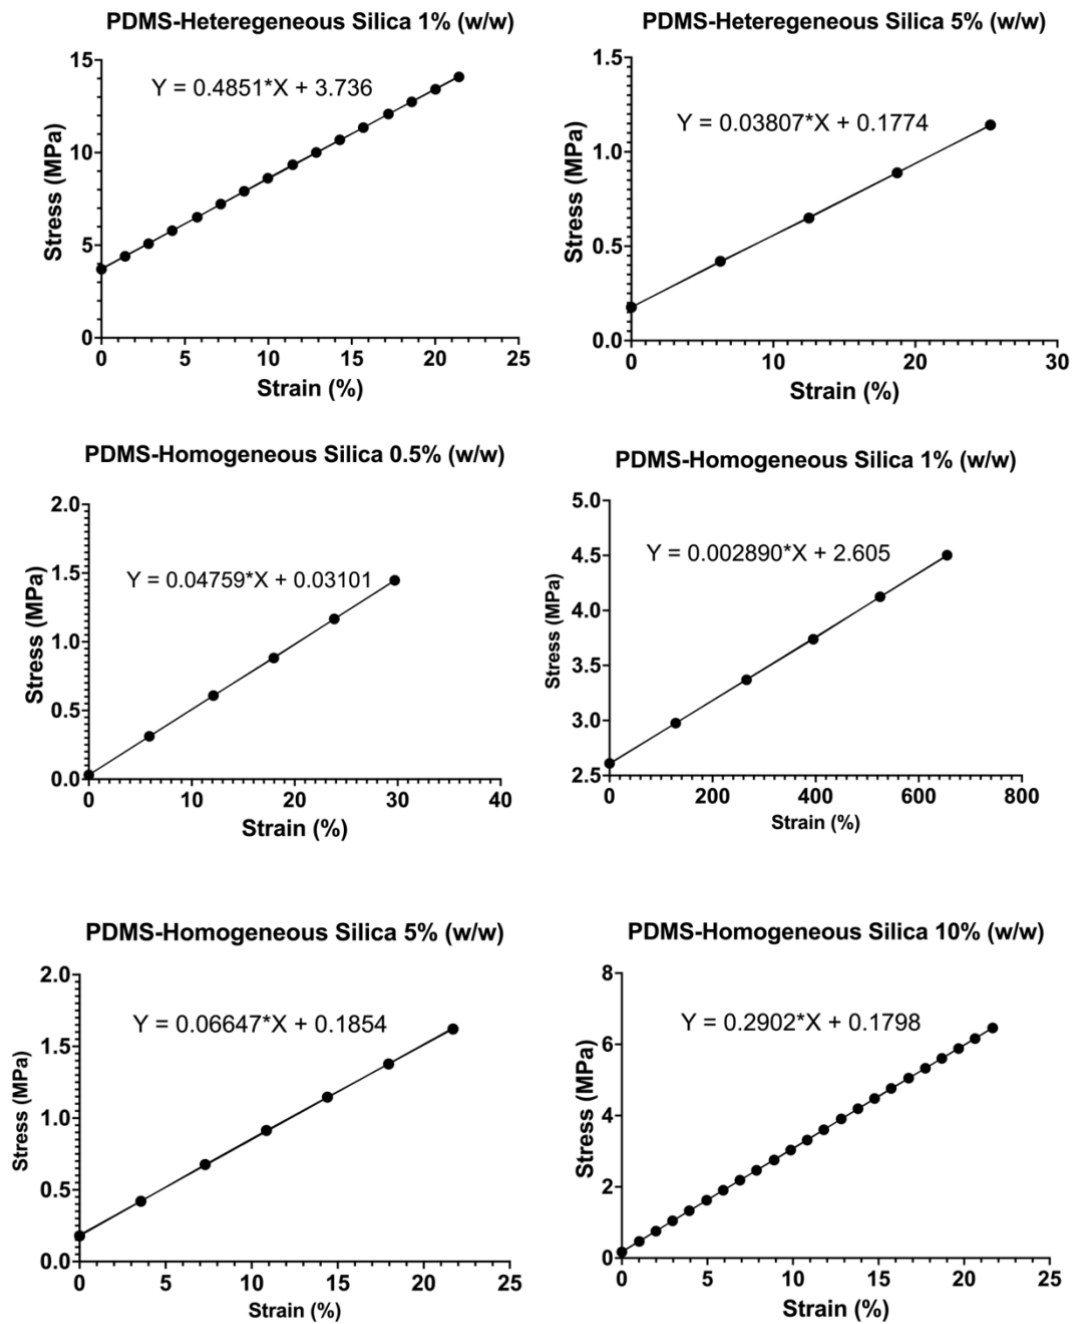 PDMS-Heteregeneous Silica 1% (w/w)
Y = 0.4851*X + 3.736
Stress (MPa)
15
10
5
0
0 5 10 15 20 25
Strain (%)
PDMS-Heteregeneous Silica 5% (w/w)
Y = 0.03807*X + 0.1774
Stress (MPa)
1.5
1.0
0.5
0.0
0 10 20 30
Strain (%)
PDMS-Homogeneous Silica 0.5% (w/w)
Y = 0.04759*X + 0.03101
Stress (MPa)
2.0
1.5
1.0
0.5
0.0
0 10 20 30 40
Strain (%)
PDMS-Homogeneous Silica 1% (w/w)
Y = 0.002890*X + 2.605
Stress (MPa)
5.0
4.5
4.0
3.5
3.0
2.5
0 200 400 600 800
Strain (%)
PDMS-Homogeneous Silica 5% (w/w)
Y = 0.06647*X + 0.1854
Stress (MPa)
2.0
1.5
1.0
0.5
0.0
0 5 10 15 20 25
Strain (%)
PDMS-Homogeneous Silica 10% (w/w)
Y = 0.2902*X + 0.1798
Stress (MPa)
8
6
4
2
0
0 5 10 15 20 25
Strain (%)